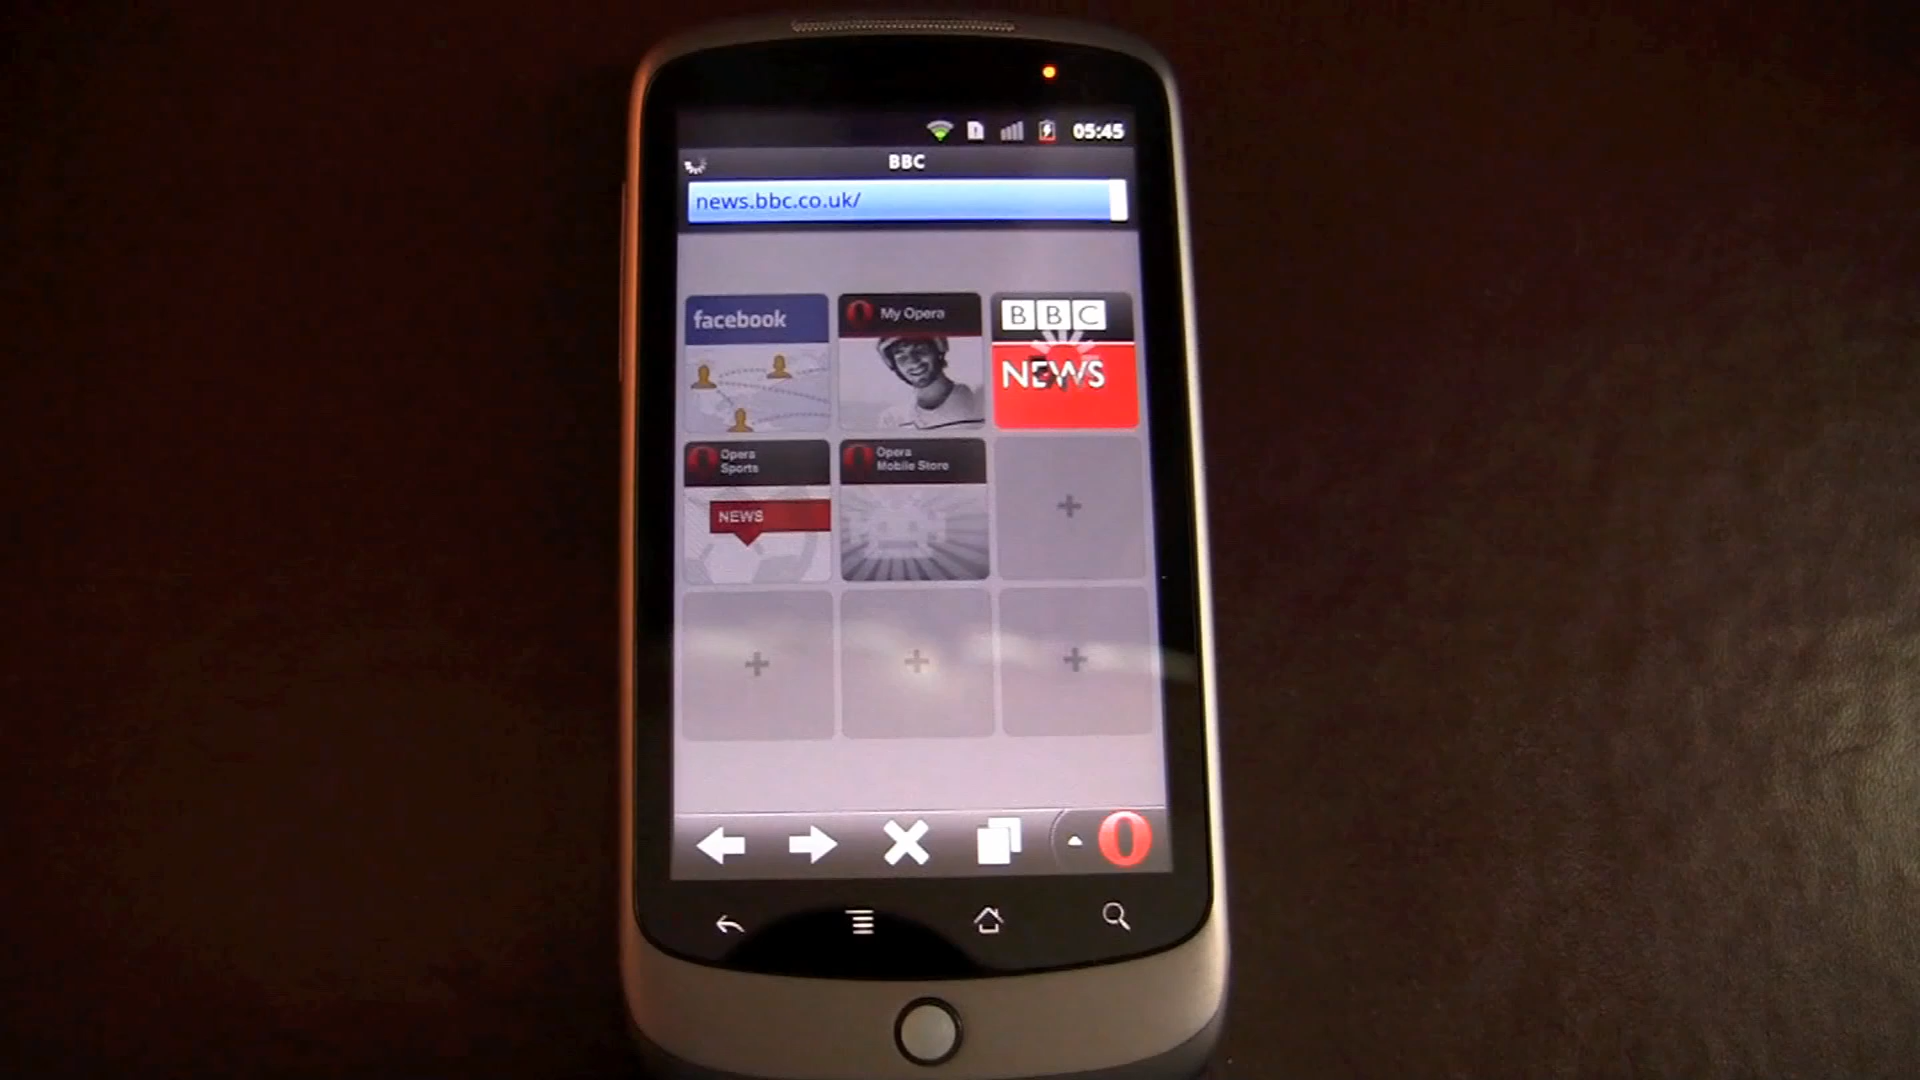 05:45
BBC
news.bbc.co.uk/
facebook
My Opera
BBC
NEWS
Opera
Sports
NEWS
Opera
Mobile Store